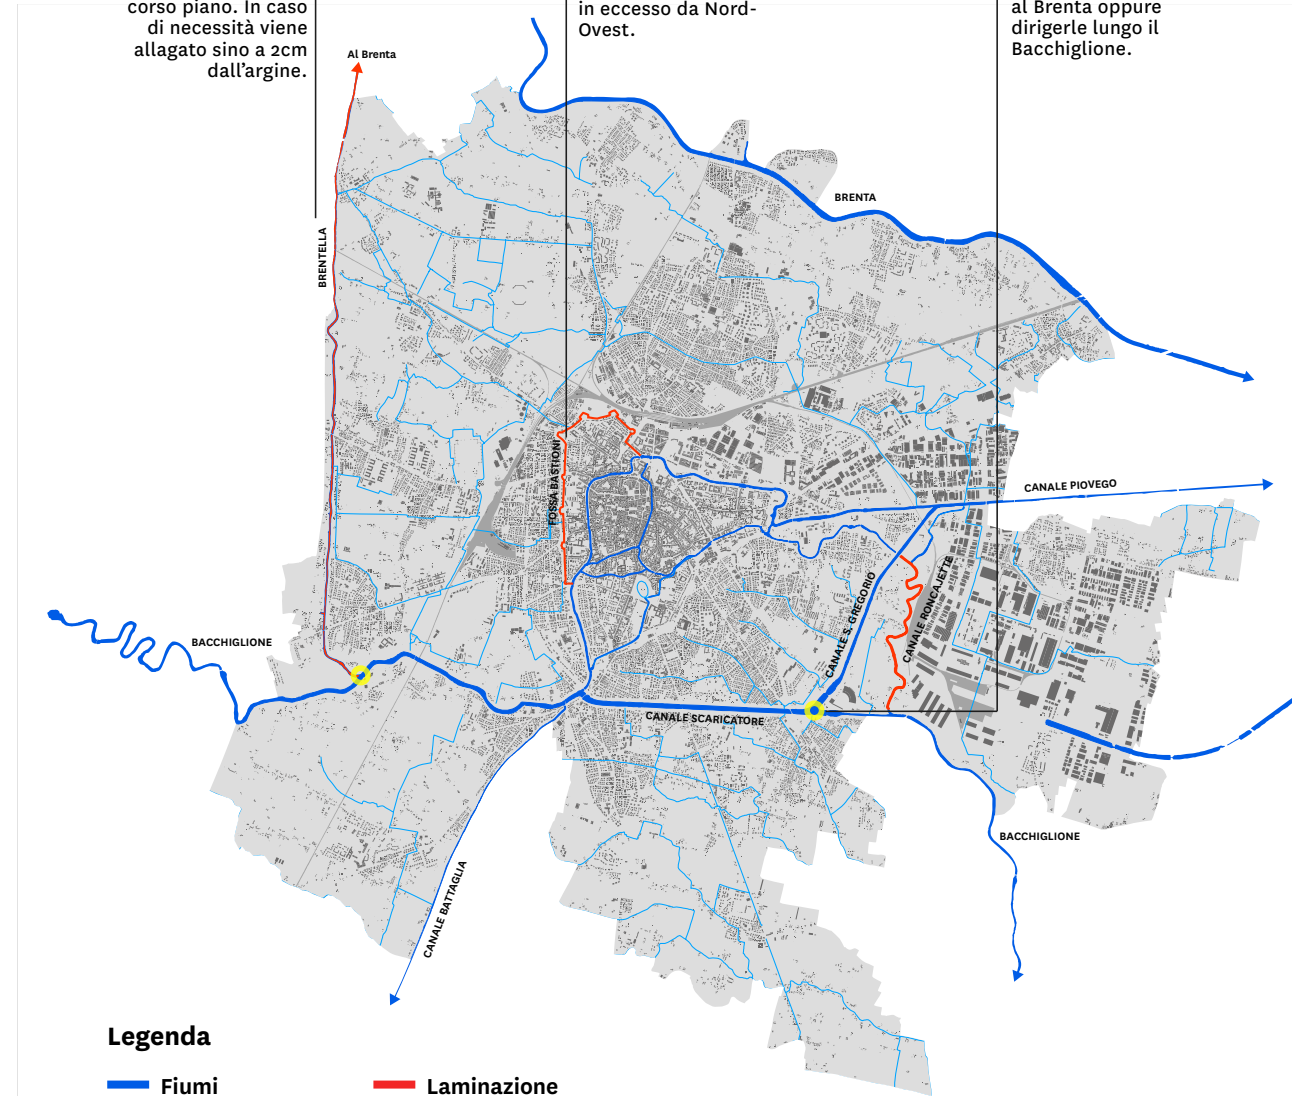 corso piano. In caso
di necessità viene
allagato sino a 2cm
dall'argine.
in eccesso da Nord-
Ovest.
al Brenta oppure
dirigerle lungo il
Bacchiglione.
Al Brenta
BRENTA
BRENTELLA
FOSSA BASTIONI
CANALE PIOVEGO
CANALE S. GREGORIO
CANALE RONCAJETTE
BACCHIGLIONE
CANALE SCARICATORE
BACCHIGLIONE
CANALE BATTAGLIA
Legenda
Fiumi
Laminazione